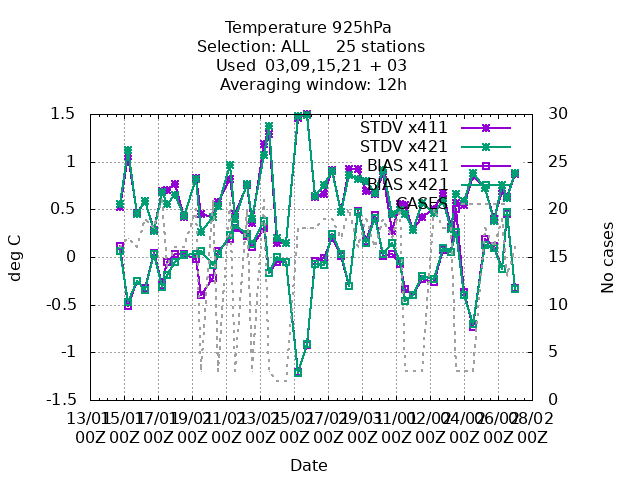 Temperature 925hPa
Selection: ALL 25 stations
Used 03,09,15,21 + 03
Averaging window: 12h
STDV x411
STDV x421
BIAS x411
BIAS x421
CASES
deg C
1.5
1
0.5
0
-0.5
-1
-1.5
30
25
20
15
10
5
0
No cases
13/01 15/01 17/01 19/01 21/01 23/01 25/01 27/01 29/01 31/01 02/02 04/02 06/02 08/02
00Z 00Z 00Z 00Z 00Z 00Z 00Z 00Z 00Z 00Z 00Z 00Z 00Z 00Z
Date